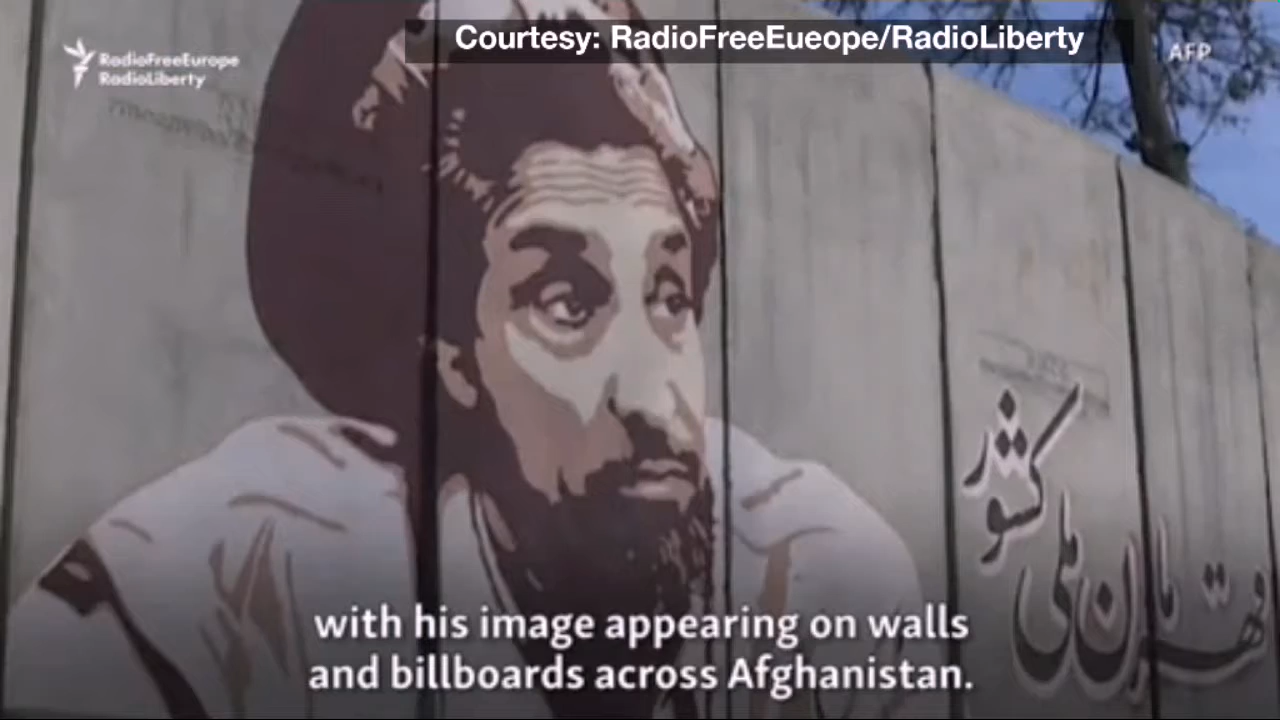 Courtesy: RadioFreeEueope/RadioLiberty
RadioFreeEurope
RadioLiberty
AFP
قهرمان ملی کشور
with his image appearing on walls
and billboards across Afghanistan.